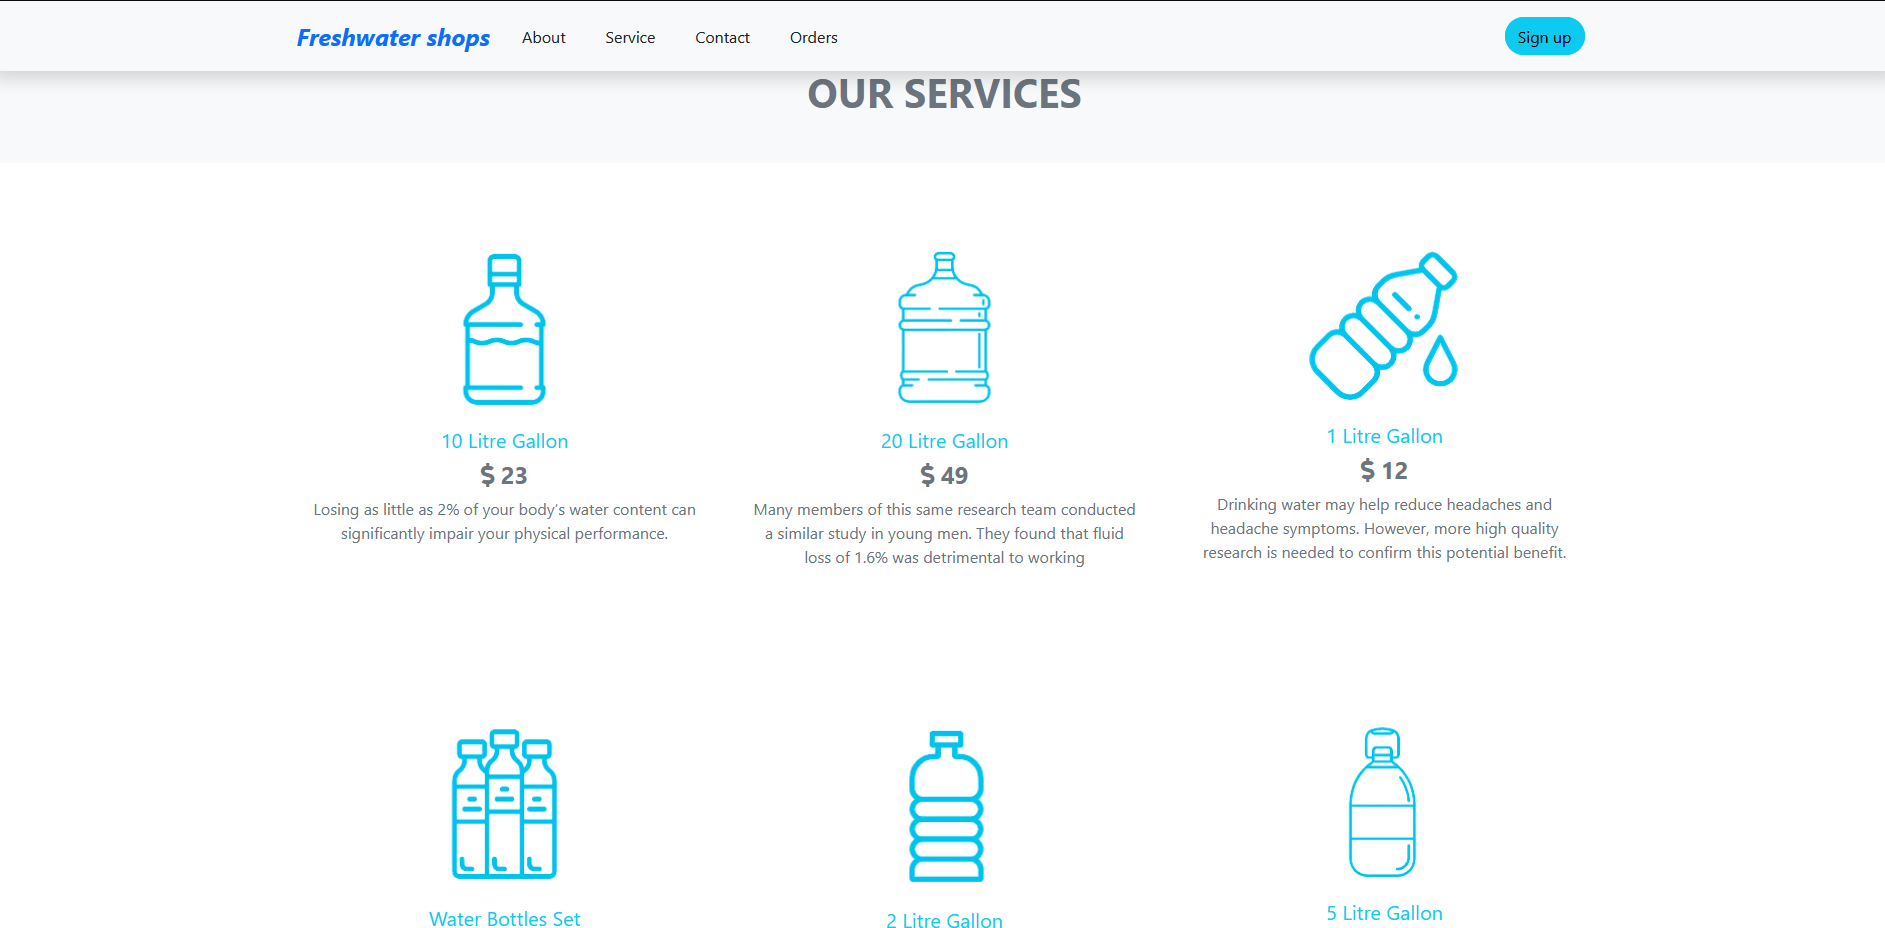 Freshwater shops About Service Contact Orders Sign up
OUR SERVICES
10 Litre Gallon
$ 23
Losing as little as 2% of your body’s water content can
significantly impair your physical performance.
20 Litre Gallon
$ 49
Many members of this same research team conducted
a similar study in young men. They found that fluid
loss of 1.6% was detrimental to working
1 Litre Gallon
$ 12
Drinking water may help reduce headaches and
headache symptoms. However, more high quality
research is needed to confirm this potential benefit.
Water Bottles Set
2 Litre Gallon
5 Litre Gallon